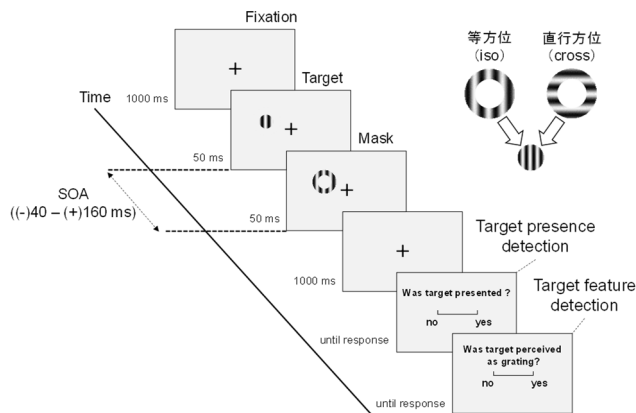 Fixation
等方位
(iso)
直行方位
(cross)
Target
Time
1000 ms
Mask
50 ms
SOA
((-)40 – (+)160 ms)
50 ms
Target presence
detection
1000 ms
Target feature
detection
Was target presented ?
no yes
until response
Was target perceived
as grating?
no yes
until response